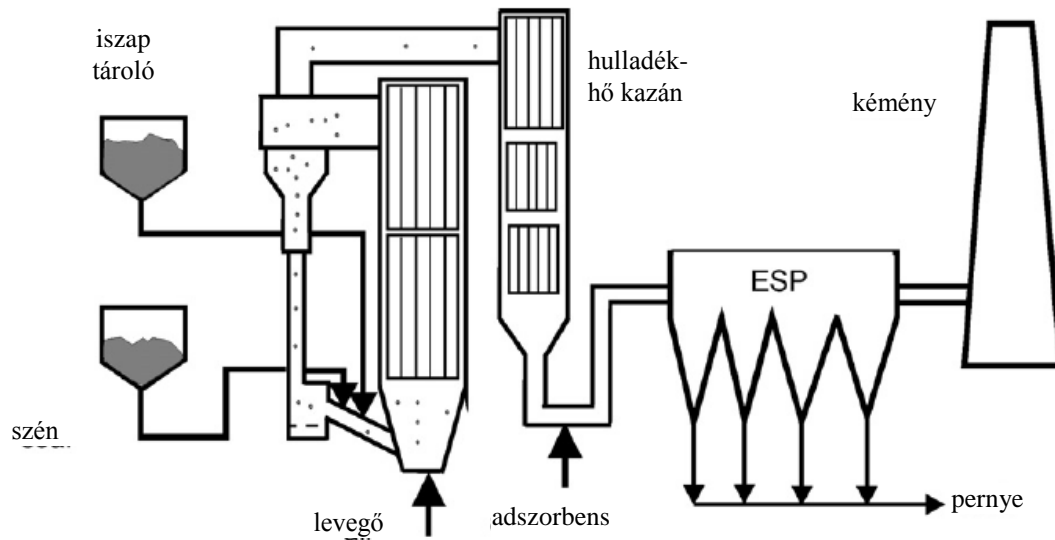 iszap
tároló
hulladék-
hő kazán
kémény
ESP
szén
levegő
adszorbens
pernye